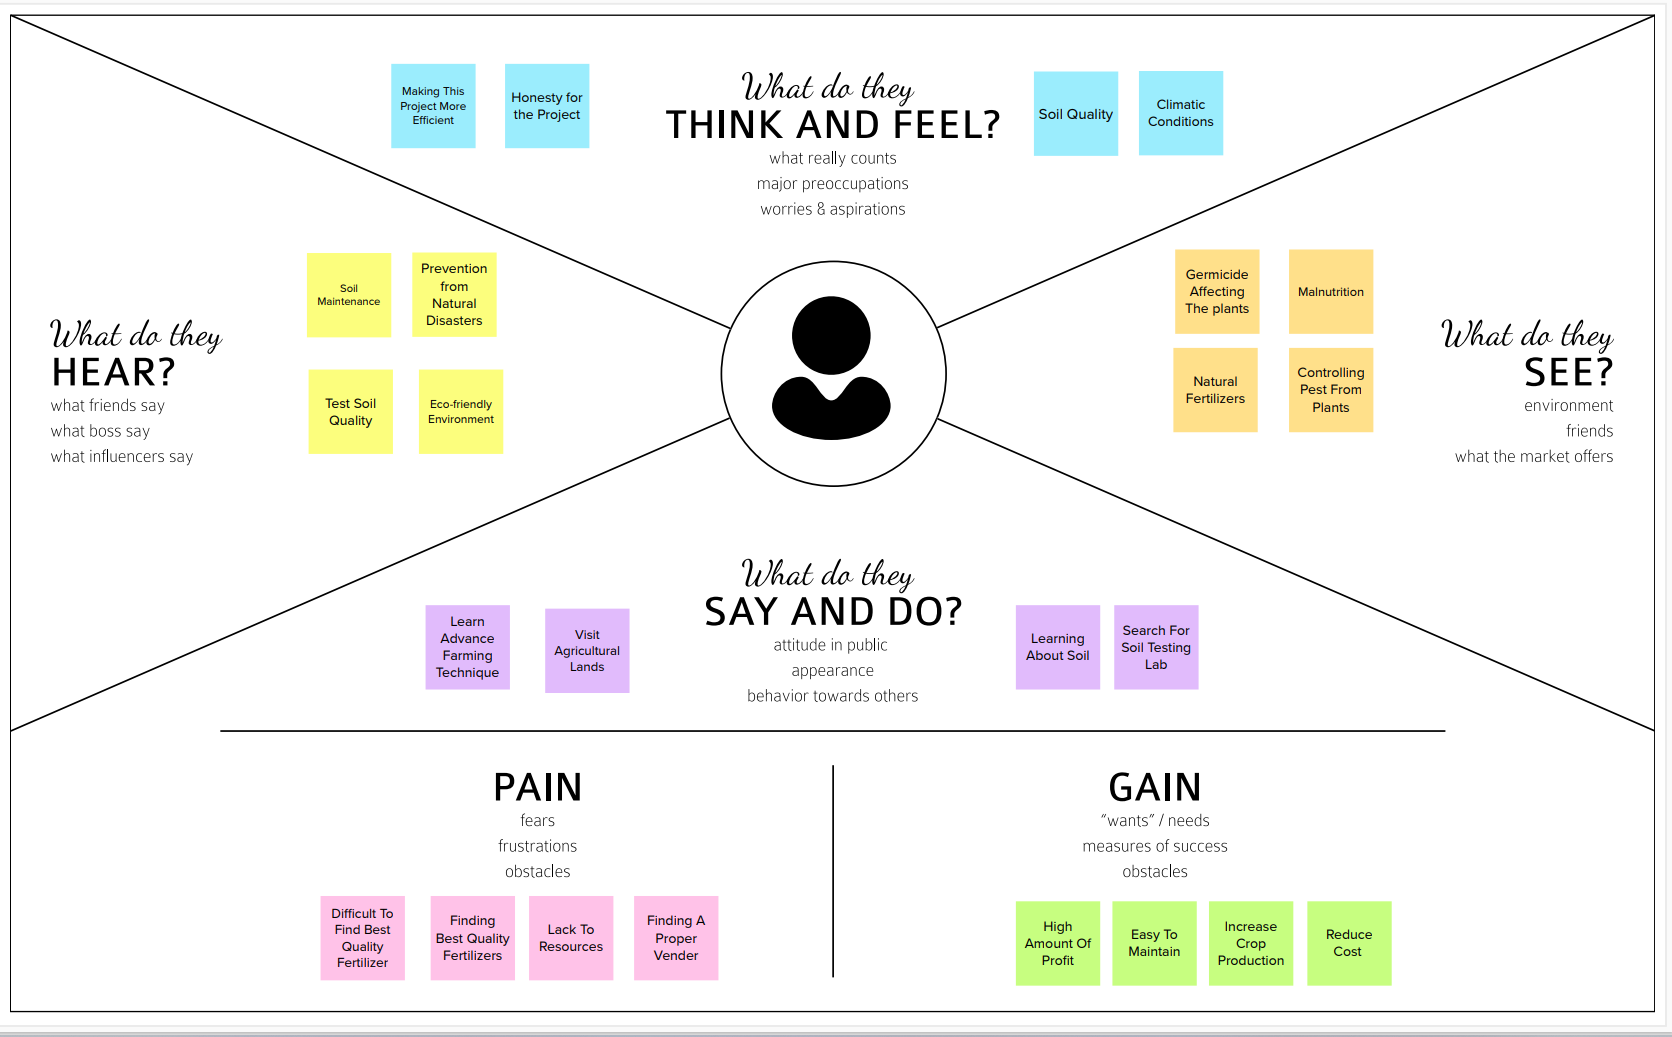 Making This
Project More
Efficient
Honesty for
the Project
What do they
THINK AND FEEL?
what really counts
major preoccupations
worries & aspirations
Soil Quality
Climatic
Conditions
What do they
HEAR?
what friends say
what boss say
what influencers say
Soil
Maintenance
Prevention
from
Natural
Disasters
Test Soil
Quality
Eco-friendly
Environment
Germicide
Affecting
The plants
Malnutrition
Natural
Fertilizers
Controlling
Pest From
Plants
What do they
SEE?
environment
friends
what the market offers
What do they
SAY AND DO?
attitude in public
appearance
behavior towards others
Learn
Advance
Farming
Technique
Visit
Agricultural
Lands
Learning
About Soil
Search For
Soil Testing
Lab
PAIN
fears
frustrations
obstacles
Difficult To
Find Best
Quality
Fertilizer
Finding
Best Quality
Fertilizers
Lack To
Resources
Finding A
Proper
Vender
GAIN
“wants” / needs
measures of success
obstacles
High
Amount Of
Profit
Easy To
Maintain
Increase
Crop
Production
Reduce
Cost